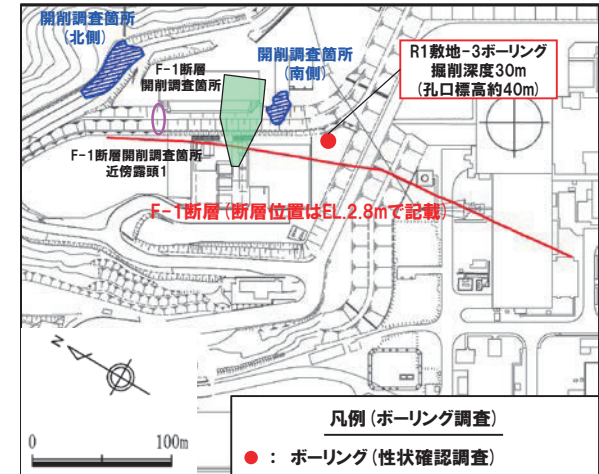 開削調査箇所
(北側)
F-1断層
開削調査箇所
開削調査箇所
(南側)
R1敷地-3ボーリング
掘削深度30m
(孔口標高約40m)
F-1断層開削調査箇所
近傍露頭1
F-1断層(断層位置はEL.2.8mで記載)
N
0 100m
凡例(ボーリング調査)
● : ボーリング(性状確認調査)